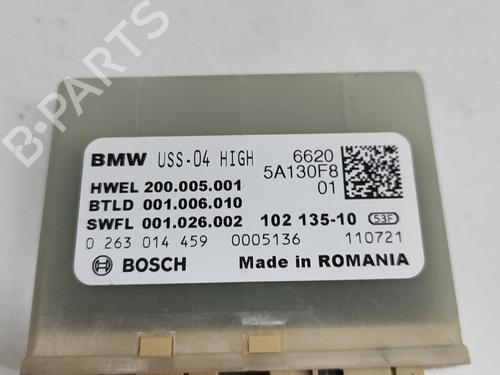 BMW USS-04 HIGH 6620
5A130F8
HWEL 200.005.001 01
BTLD 001.006.010
SWFL 001.026.002 102 135-10 53F
0 263 014 459 0005136 110721
BOSCH Made in ROMANIA
B-PARTS